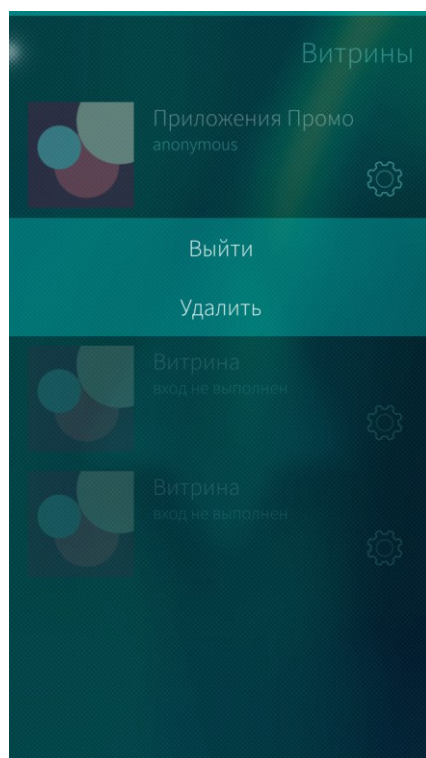 Витрины
Приложения Промо
anonymous
Выйти
Удалить
Витрина
вход не выполнен
Витрина
вход не выполнен